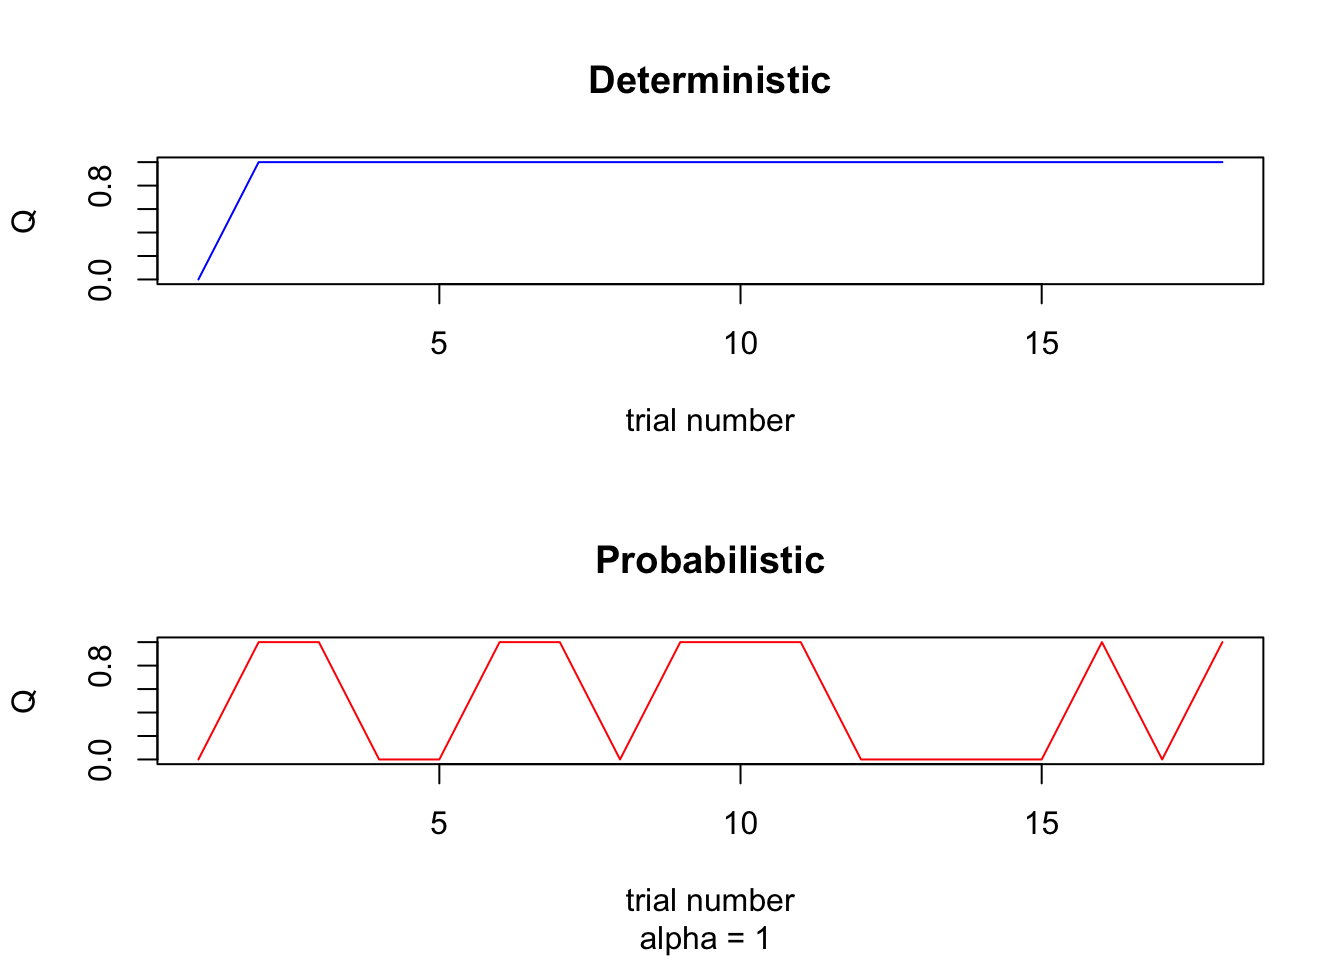 Deterministic
Q
0.8
0.0
5 10 15
trial number
Probabilistic
Q
0.8
0.0
5 10 15
trial number
alpha = 1